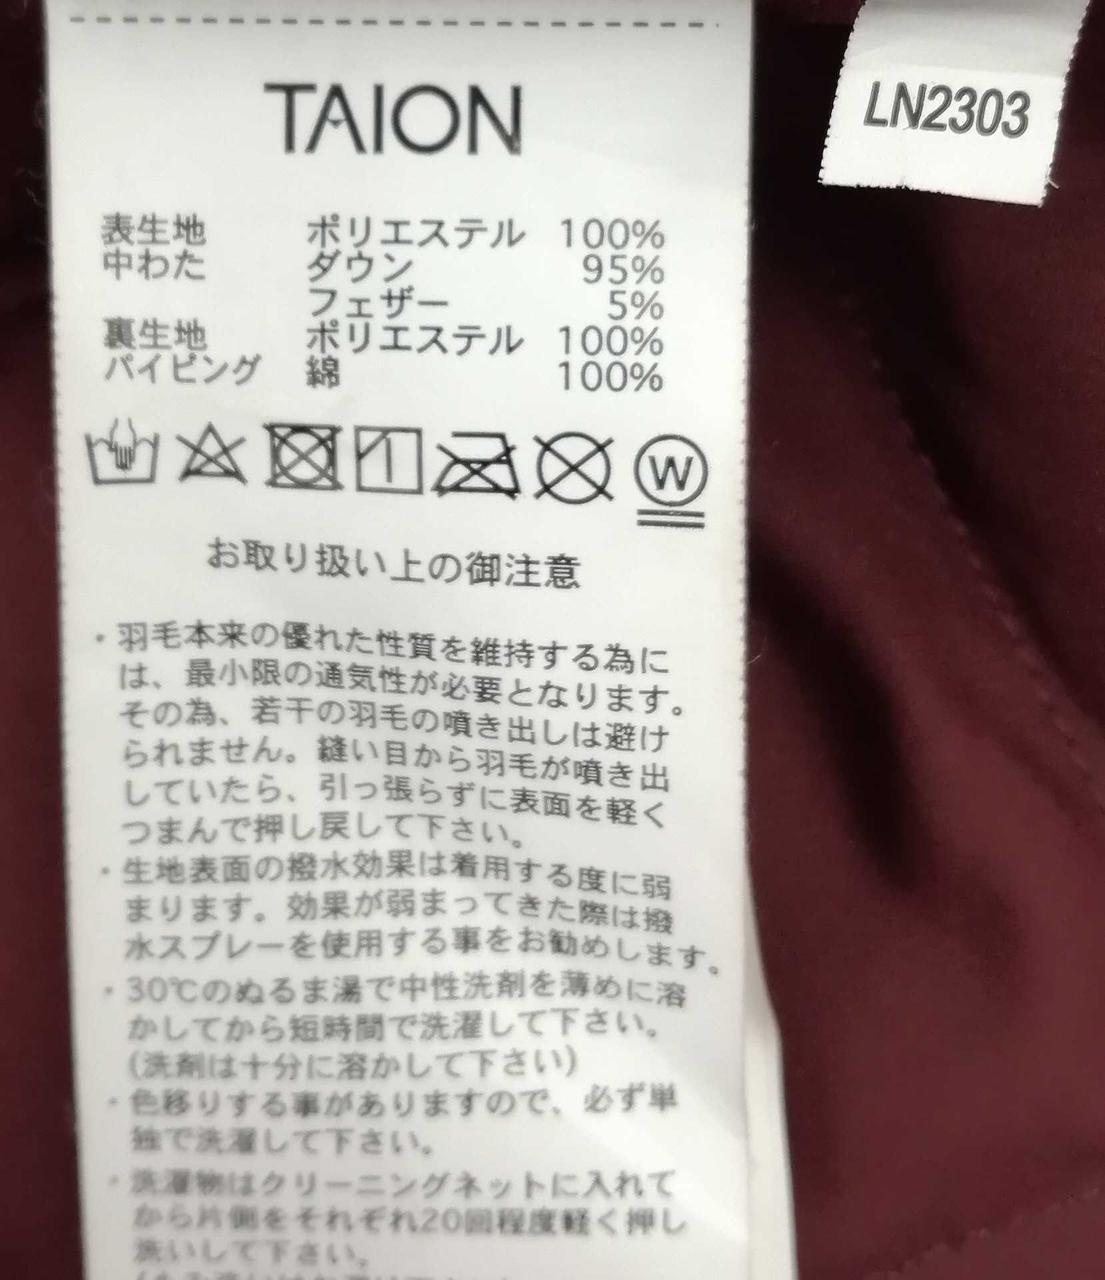 TAION
LN2303
表生地 ポリエステル 100%
中わた ダウン 95%
フェザー 5%
裏生地 ポリエステル 100%
パイピング 綿 100%
W
お取り扱い上の御注意
・羽毛本来の優れた性質を維持する為に
は、最小限の通気性が必要となります。
その為、若干の羽毛の噴き出しは避け
られません。縫い目から羽毛が噴き出
していたら、引っ張らずに表面を軽く
つまんで押し戻して下さい。
・生地表面の撥水効果は着用する度に弱
まります。効果が弱まってきた際は撥
水スプレーを使用する事をお勧めします。
・30℃のぬるま湯で中性洗剤を薄めに溶
かしてから短時間で洗濯して下さい。
(洗剤は十分に溶かして下さい)
・色移りする事がありますので、必ず単
独で洗濯して下さい。
・洗濯物はクリーニングネットに入れて
から片側をそれぞれ20回程度軽く押し
洗いして下さい。